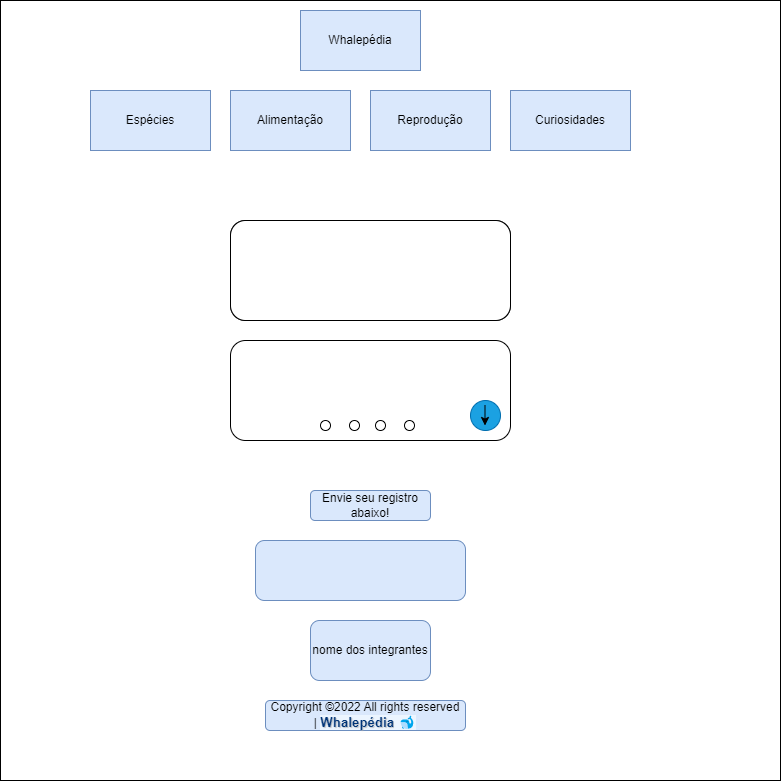 Whalepédia
Espécies
Alimentação
Reprodução
Curiosidades
Envie seu registro
abaixo!
nome dos integrantes
Copyright ©2022 All rights reserved
| Whalepédia